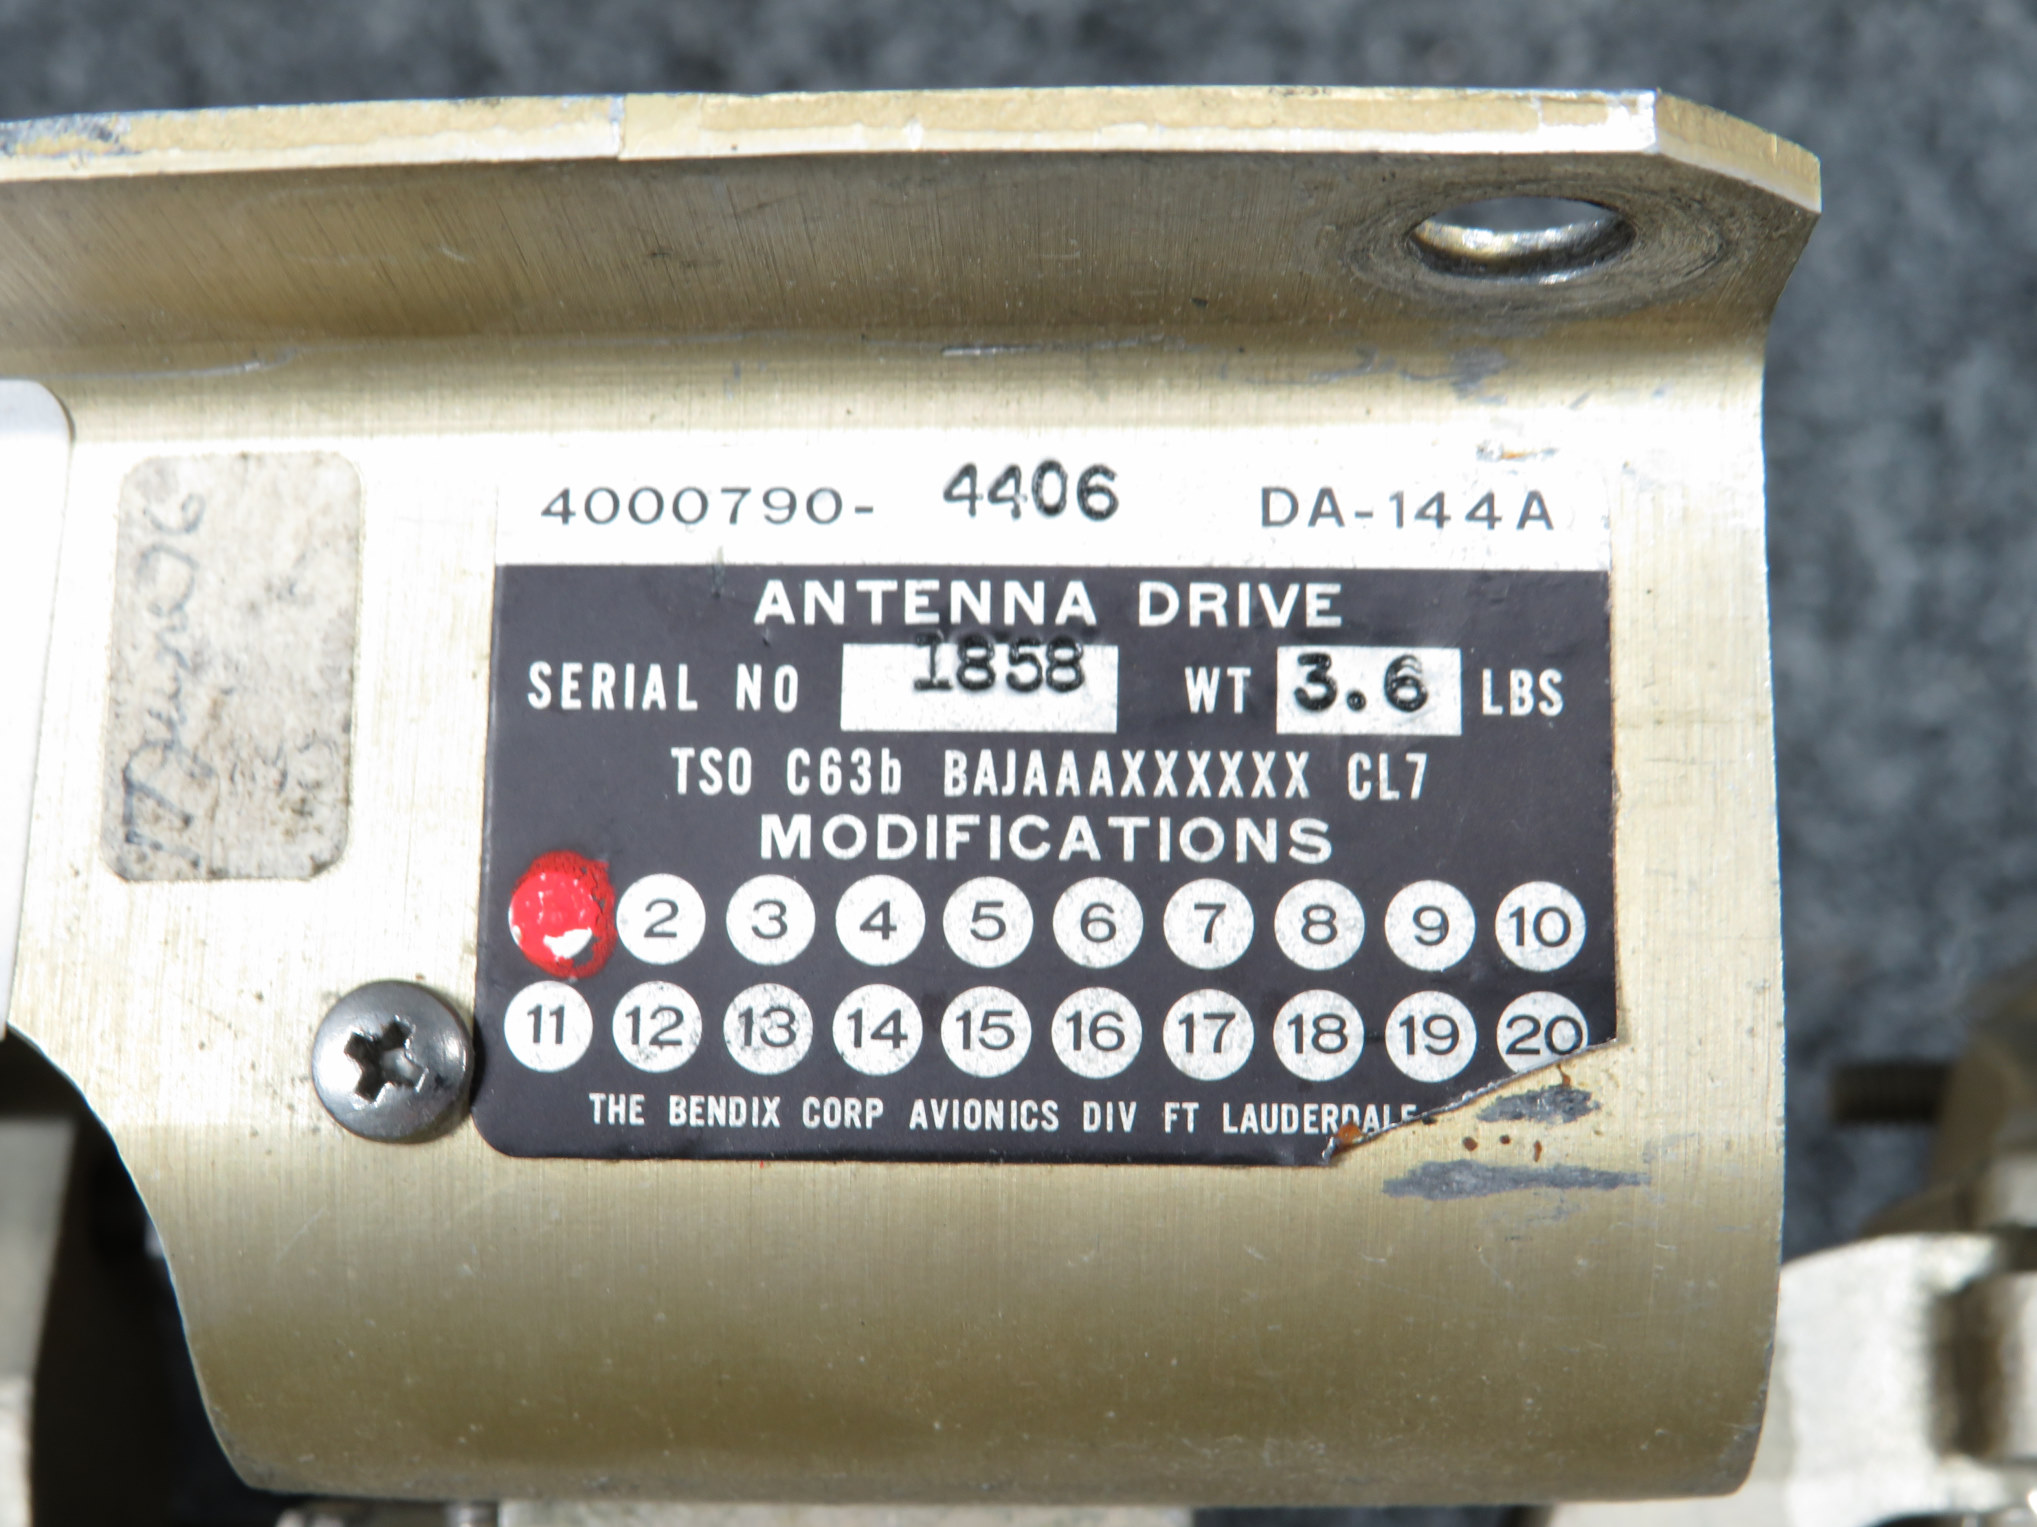 4000790- 4406 DA-144A
ANTENNA DRIVE
SERIAL NO 1858 WT 3.6 LBS
TSO C63b BAJAAAXXXXXX CL7
MODIFICATIONS
2 3 4 5 6 7 8 9 10
11 12 13 14 15 16 17 18 19 20
THE BENDIX CORP AVIONICS DIV FT LAUDERDALE